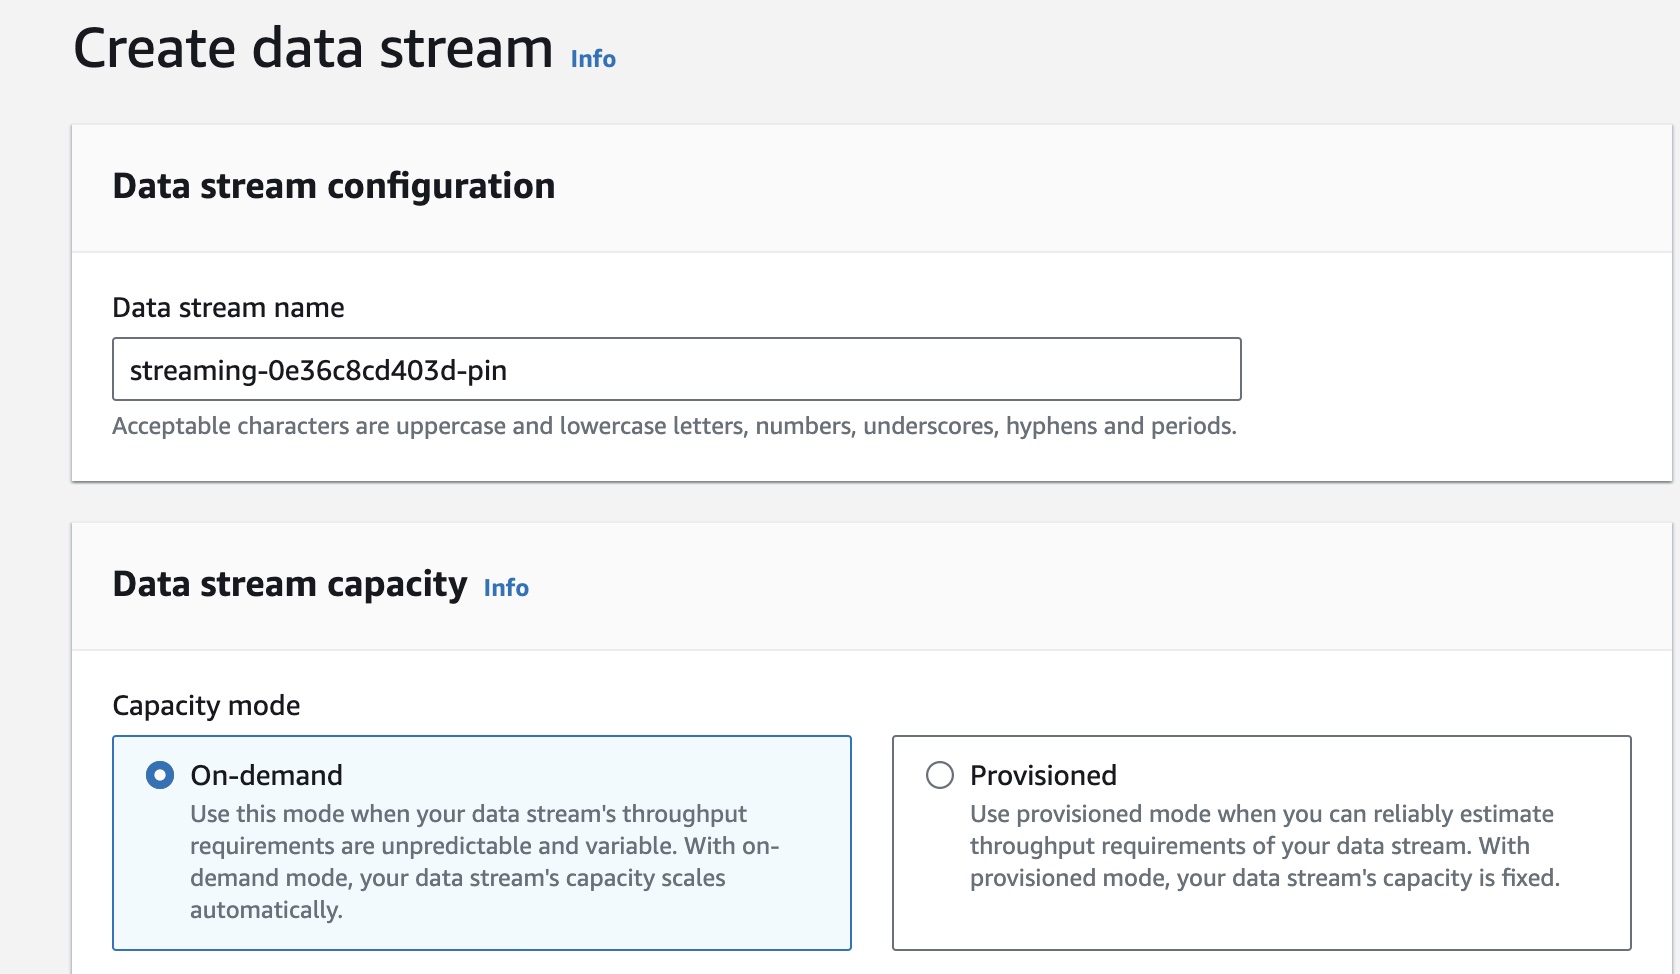 Create data stream Info
Data stream configuration
Data stream name
streaming-0e36c8cd403d-pin
Acceptable characters are uppercase and lowercase letters, numbers, underscores, hyphens and periods.
Data stream capacity Info
Capacity mode
On-demand
Use this mode when your data stream's throughput
requirements are unpredictable and variable. With on-
demand mode, your data stream's capacity scales
automatically.
Provisioned
Use provisioned mode when you can reliably estimate
throughput requirements of your data stream. With
provisioned mode, your data stream's capacity is fixed.